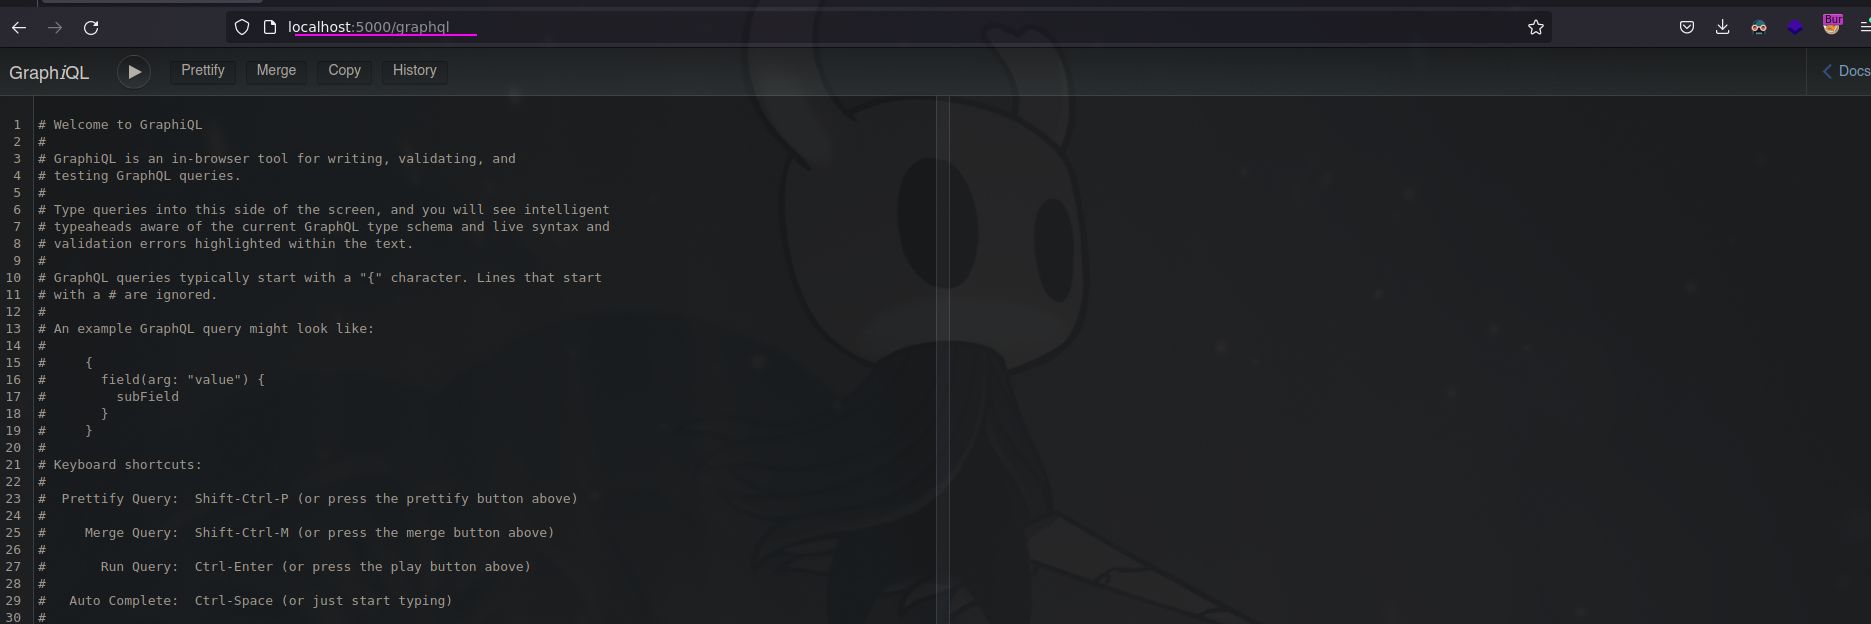 localhost:5000/graphql
Bur
GraphiQL Prettify Merge Copy History Docs
1 # Welcome to GraphiQL
2 #
3 # GraphiQL is an in-browser tool for writing, validating, and
4 # testing GraphQL queries.
5 #
6 # Type queries into this side of the screen, and you will see intelligent
7 # typeaheads aware of the current GraphQL type schema and live syntax and
8 # validation errors highlighted within the text.
9 #
10 # GraphQL queries typically start with a "{" character. Lines that start
11 # with a # are ignored.
12 #
13 # An example GraphQL query might look like:
14 #
15 #     {
16 #       field(arg: "value") {
17 #         subField
18 #       }
19 #     }
20 #
21 # Keyboard shortcuts:
22 #
23 #  Prettify Query:  Shift-Ctrl-P (or press the prettify button above)
24 #
25 #     Merge Query:  Shift-Ctrl-M (or press the merge button above)
26 #
27 #       Run Query:  Ctrl-Enter (or press the play button above)
28 #
29 #   Auto Complete:  Ctrl-Space (or just start typing)
30 #